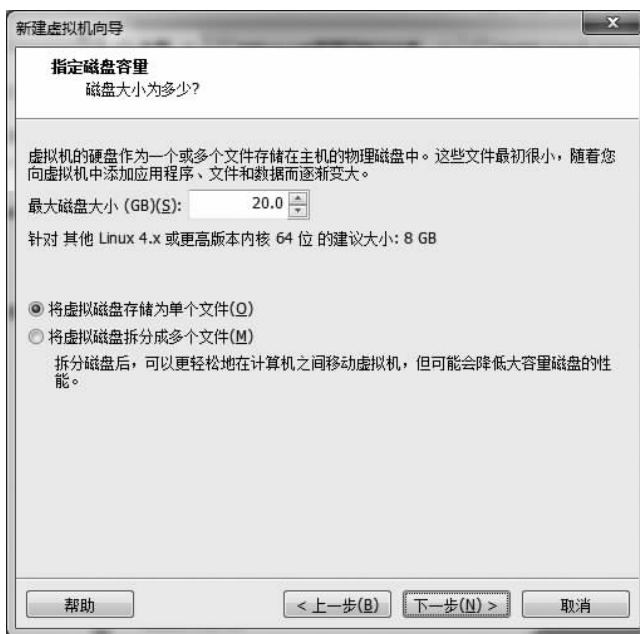 新建虚拟机向导
指定磁盘容量
磁盘大小为多少?
虚拟机的硬盘作为一个或多个文件存储在主机的物理磁盘中。这些文件最初很小，随着您
向虚拟机中添加应用程序、文件和数据而逐渐变大。
最大磁盘大小 (GB)(S): 20.0
针对 其他 Linux 4.x 或更高版本内核 64 位 的建议大小: 8 GB
将虚拟磁盘存储为单个文件(O)
将虚拟磁盘拆分成多个文件(M)
拆分磁盘后，可以更轻松地在计算机之间移动虚拟机，但可能会降低大容量磁盘的性
能。
帮助 < 上一步(B) 下一步(N) > 取消